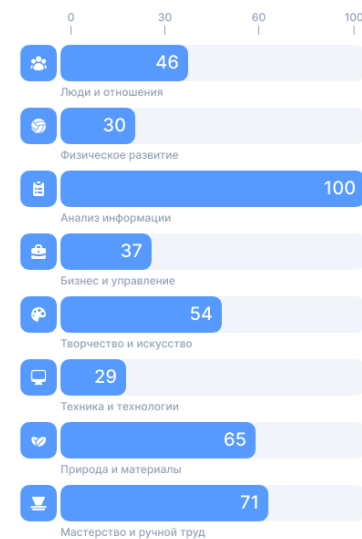 0 30 60 100
46
Люди и отношения
30
Физическое развитие
100
Анализ информации
37
Бизнес и управление
54
Творчество и искусство
29
Техника и технологии
65
Природа и материалы
71
Мастерство и ручной труд